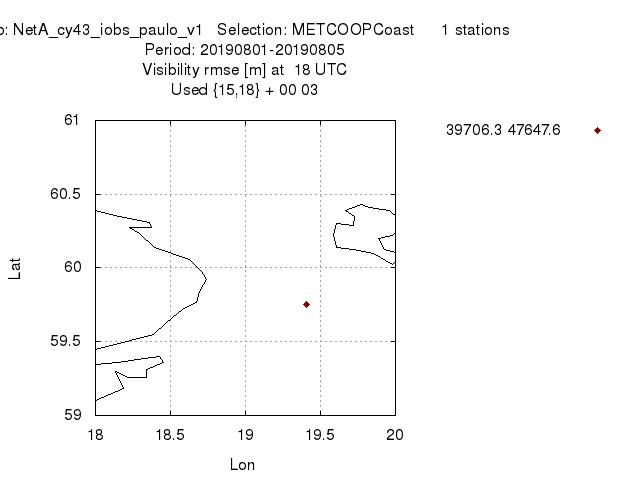 : NetA_cy43_iobs_paulo_v1 Selection: METCOOPCoast 1 stations
Period: 20190801-20190805
Visibility rmse [m] at 18 UTC
Used {15,18} + 00 03
39706.3 47647.6
61
60.5
60
59.5
59
Lat
18 18.5 19 19.5 20
Lon